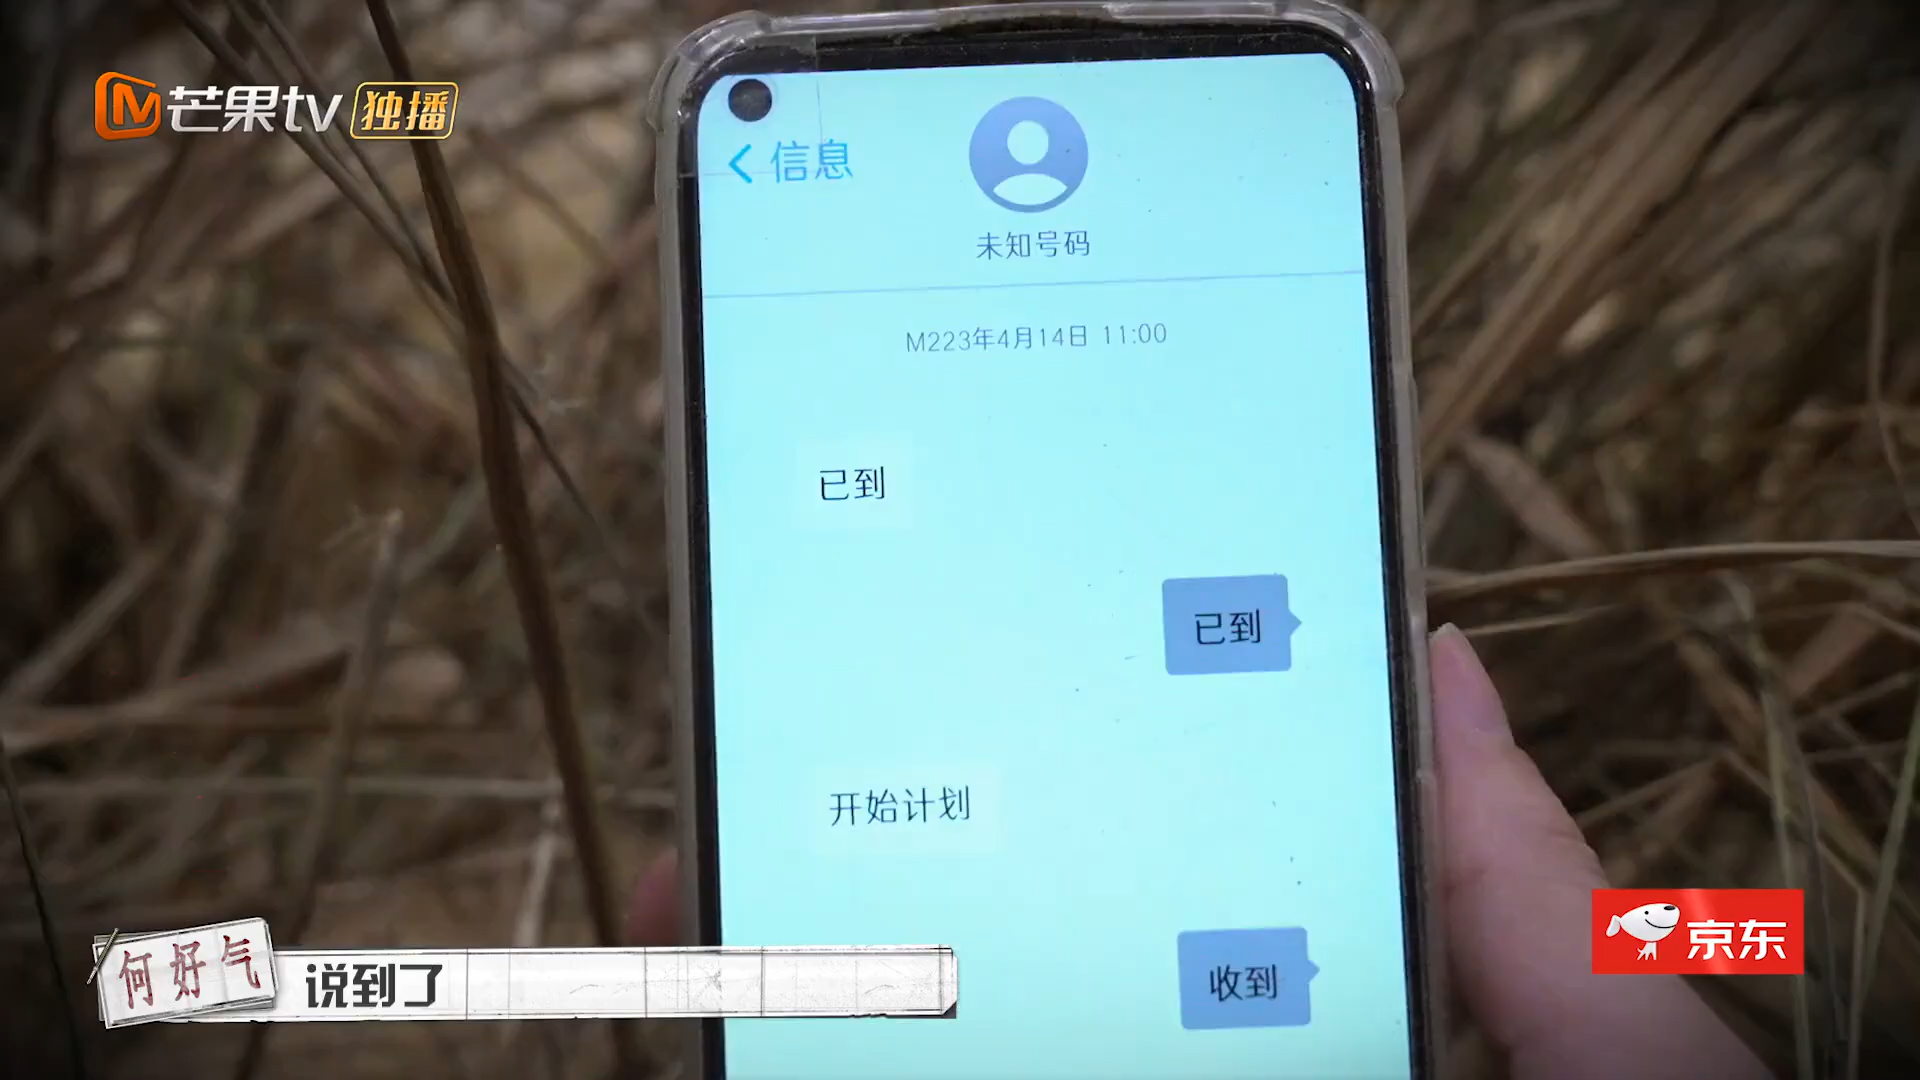 芒果tv 独播
信息
未知号码
M223年4月14日 11:00
已到
已到
开始计划
收到
何好气 说到了
京东